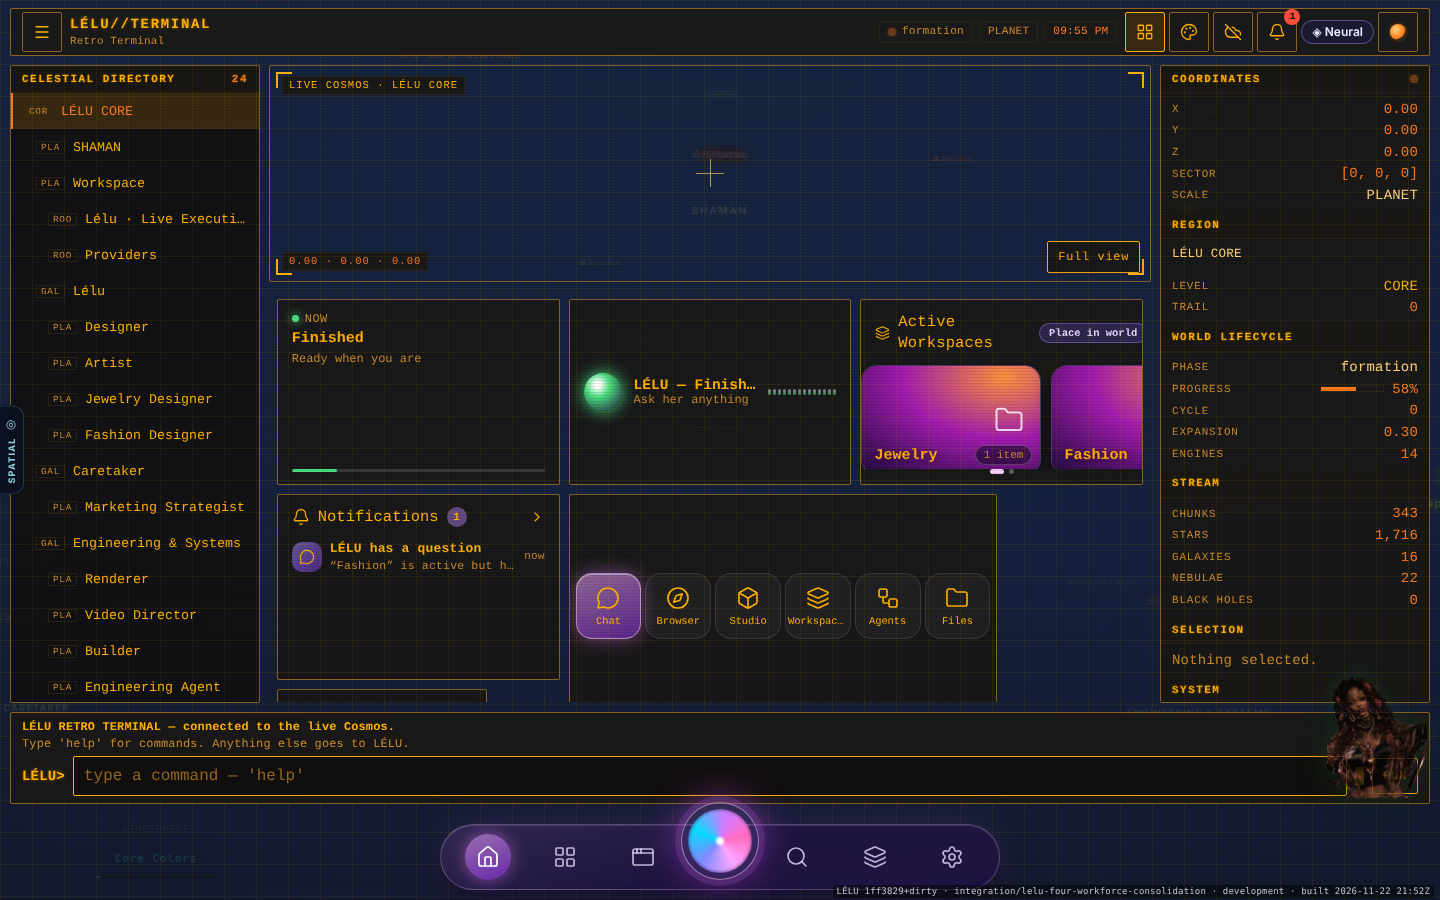 LÉLU//TERMINAL
Retro Terminal
formation
PLANET
09:55 PM
1
◈ Neural
CELESTIAL DIRECTORY 24
COR LÉLU CORE
PLA SHAMAN
PLA Workspace
ROO Lélu · Live Executi…
ROO Providers
GAL Lélu
PLA Designer
PLA Artist
PLA Jewelry Designer
PLA Fashion Designer
GAL Caretaker
PLA Marketing Strategist
GAL Engineering & Systems
PLA Renderer
PLA Video Director
PLA Builder
PLA Engineering Agent
SPATIAL ◎
LIVE COSMOS · LÉLU CORE
SHAMAN
0.00 · 0.00 · 0.00
Full view
NOW
Finished
Ready when you are
LÉLU — Finish…
Ask her anything
Active Workspaces
Place in world
Jewelry
1 item
Fashion
Notifications 1
LÉLU has a question
“Fashion” is active but h…
now
Chat
Browser
Studio
Workspac…
Agents
Files
COORDINATES
X 0.00
Y 0.00
Z 0.00
SECTOR [0, 0, 0]
SCALE PLANET
REGION
LÉLU CORE
LEVEL CORE
TRAIL 0
WORLD LIFECYCLE
PHASE formation
PROGRESS 58%
CYCLE 0
EXPANSION 0.30
ENGINES 14
STREAM
CHUNKS 343
STARS 1,716
GALAXIES 16
NEBULAE 22
BLACK HOLES 0
SELECTION
Nothing selected.
SYSTEM
CARETAKER
LÉLU RETRO TERMINAL — connected to the live Cosmos.
Type 'help' for commands. Anything else goes to LÉLU.
LÉLU> type a command — 'help'
ATMOSPHERE
Core Colors
LÉLU 1ff3829+dirty · integration/lelu-four-workforce-consolidation · development · built 2026-11-22 21:52Z